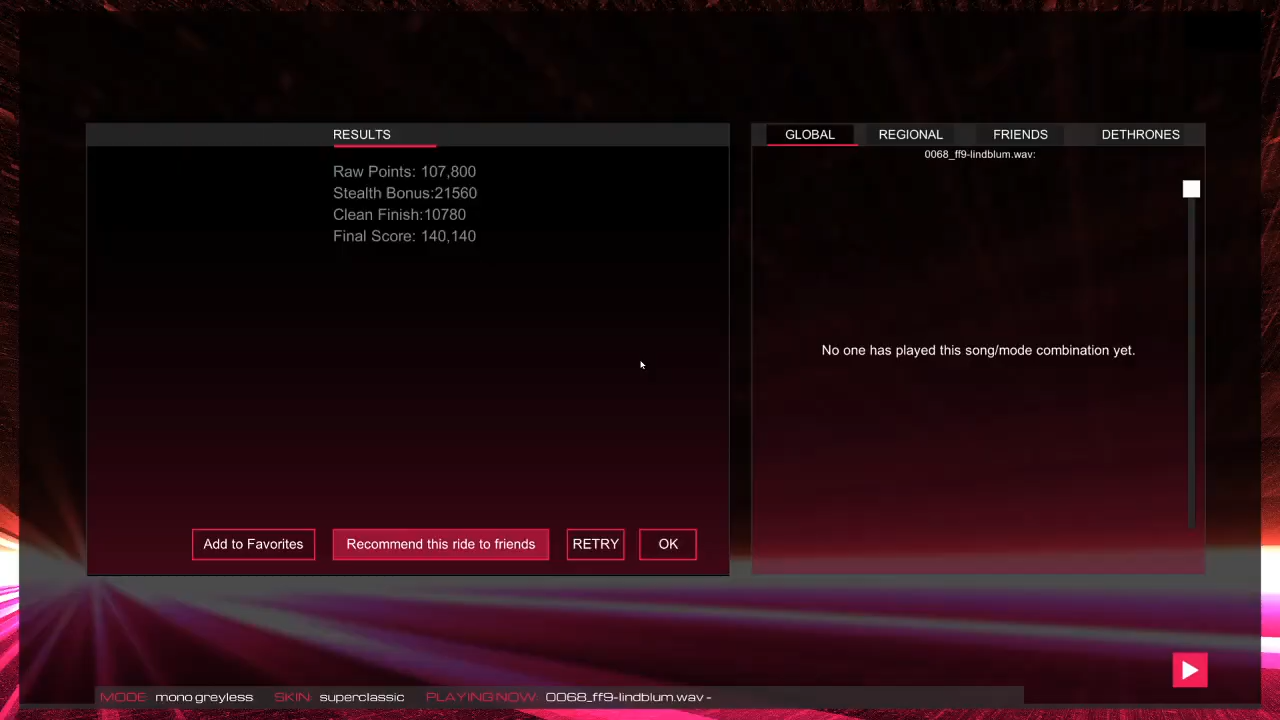 RESULTS
Raw Points: 107,800
Stealth Bonus:21560
Clean Finish:10780
Final Score: 140,140
Add to Favorites
Recommend this ride to friends
RETRY
OK
GLOBAL REGIONAL FRIENDS DETHRONES
0068_ff9-lindblum.wav:
No one has played this song/mode combination yet.
MODE: mono greyless SKIN: superclassic PLAYING NOW: 0068_ff9-lindblum.wav -